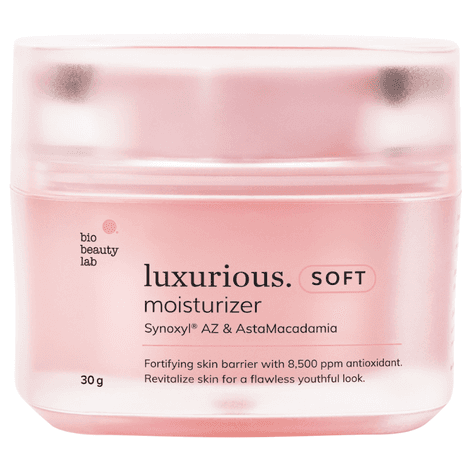 bio
beauty
lab
luxurious. SOFT
moisturizer
Synoxyl® AZ & AstaMacadamia
Fortifying skin barrier with 8,500 ppm antioxidant.
Revitalize skin for a flawless youthful look.
30 g